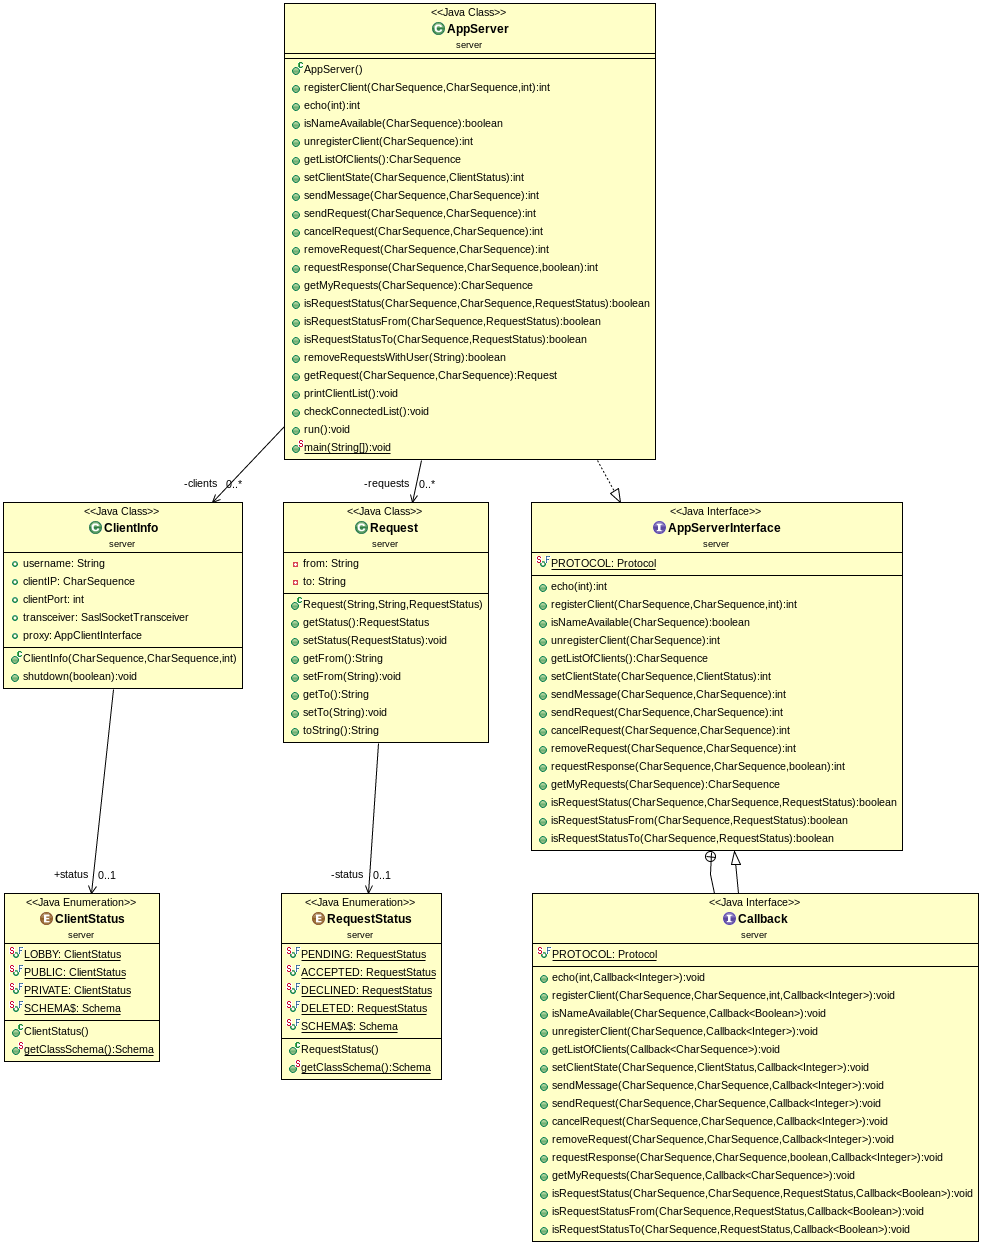 <<Java Class>>
AppServer
server
AppServer()
registerClient(CharSequence,CharSequence,int):int
echo(int):int
isNameAvailable(CharSequence):boolean
unregisterClient(CharSequence):int
getListOfClients():CharSequence
setClientState(CharSequence,ClientStatus):int
sendMessage(CharSequence,CharSequence):int
sendRequest(CharSequence,CharSequence):int
cancelRequest(CharSequence,CharSequence):int
removeRequest(CharSequence,CharSequence):int
requestResponse(CharSequence,CharSequence,boolean):int
getMyRequests(CharSequence):CharSequence
isRequestStatus(CharSequence,CharSequence,RequestStatus):boolean
isRequestStatusFrom(CharSequence,RequestStatus):boolean
isRequestStatusTo(CharSequence,RequestStatus):boolean
removeRequestsWithUser(String):boolean
getRequest(CharSequence,CharSequence):Request
printClientList():void
checkConnectedList():void
run():void
main(String[]):void
-clients 0..*
-requests 0..*
<<Java Class>>
ClientInfo
server
username: String
clientIP: CharSequence
clientPort: int
transceiver: SaslSocketTransceiver
proxy: AppClientInterface
ClientInfo(CharSequence,CharSequence,int)
shutdown(boolean):void
<<Java Class>>
Request
server
from: String
to: String
Request(String,String,RequestStatus)
getStatus():RequestStatus
setStatus(RequestStatus):void
getFrom():String
setFrom(String):void
getTo():String
setTo(String):void
toString():String
<<Java Interface>>
AppServerInterface
server
PROTOCOL: Protocol
echo(int):int
registerClient(CharSequence,CharSequence,int):int
isNameAvailable(CharSequence):boolean
unregisterClient(CharSequence):int
getListOfClients():CharSequence
setClientState(CharSequence,ClientStatus):int
sendMessage(CharSequence,CharSequence):int
sendRequest(CharSequence,CharSequence):int
cancelRequest(CharSequence,CharSequence):int
removeRequest(CharSequence,CharSequence):int
requestResponse(CharSequence,CharSequence,boolean):int
getMyRequests(CharSequence):CharSequence
isRequestStatus(CharSequence,CharSequence,RequestStatus):boolean
isRequestStatusFrom(CharSequence,RequestStatus):boolean
isRequestStatusTo(CharSequence,RequestStatus):boolean
+status 0..1
-status 0..1
<<Java Enumeration>>
ClientStatus
server
LOBBY: ClientStatus
PUBLIC: ClientStatus
PRIVATE: ClientStatus
SCHEMA$: Schema
ClientStatus()
getClassSchema():Schema
<<Java Enumeration>>
RequestStatus
server
PENDING: RequestStatus
ACCEPTED: RequestStatus
DECLINED: RequestStatus
DELETED: RequestStatus
SCHEMA$: Schema
RequestStatus()
getClassSchema():Schema
<<Java Interface>>
Callback
server
PROTOCOL: Protocol
echo(int,Callback<Integer>):void
registerClient(CharSequence,CharSequence,int,Callback<Integer>):void
isNameAvailable(CharSequence,Callback<Boolean>):void
unregisterClient(CharSequence,Callback<Integer>):void
getListOfClients(Callback<CharSequence>):void
setClientState(CharSequence,ClientStatus,Callback<Integer>):void
sendMessage(CharSequence,CharSequence,Callback<Integer>):void
sendRequest(CharSequence,CharSequence,Callback<Integer>):void
cancelRequest(CharSequence,CharSequence,Callback<Integer>):void
removeRequest(CharSequence,CharSequence,Callback<Integer>):void
requestResponse(CharSequence,CharSequence,boolean,Callback<Integer>):void
getMyRequests(CharSequence,Callback<CharSequence>):void
isRequestStatus(CharSequence,CharSequence,RequestStatus,Callback<Boolean>):void
isRequestStatusFrom(CharSequence,RequestStatus,Callback<Boolean>):void
isRequestStatusTo(CharSequence,RequestStatus,Callback<Boolean>):void